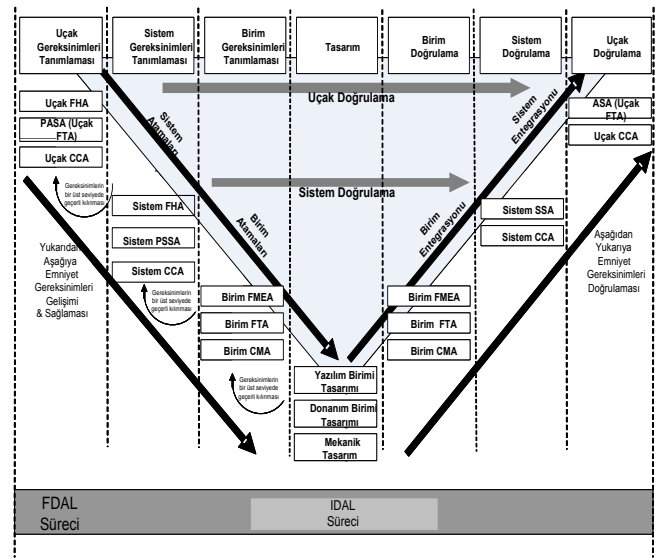 Uçak
Gereksinimleri
Tanımlaması
Sistem
Gereksinimleri
Tanımlaması
Birim
Gereksinimleri
Tanımlaması
Tasarım
Birim
Doğrulama
Sistem
Doğrulama
Uçak
Doğrulama
Uçak FHA
PASA (Uçak
FTA)
Uçak CCA
Gereksinimlerin
bir üst seviyede
geçerli kılınması
Yukarıdan
Aşağıya
Emniyet
Gereksinimleri
Gelişimi
& Sağlaması
Sistem FHA
Sistem PSSA
Sistem CCA
Gereksinimlerin
bir üst seviyede
geçerli kılınması
Sistem
Atamaları
Birim
Atamaları
Uçak Doğrulama
Sistem Doğrulama
Birim FMEA
Birim FTA
Birim CMA
Gereksinimlerin
bir üst seviyede
geçerli kılınması
Yazılım Birimi
Tasarımı
Donanım Birimi
Tasarımı
Mekanik
Tasarım
Birim
Entegrasyonu
Sistem
Entegrasyonu
Birim FMEA
Birim FTA
Birim CMA
Sistem SSA
Sistem CCA
ASA (Uçak
FTA)
Uçak CCA
Aşağıdan
Yukarıya
Emniyet
Gereksinimleri
Doğrulaması
FDAL
Süreci
IDAL
Süreci